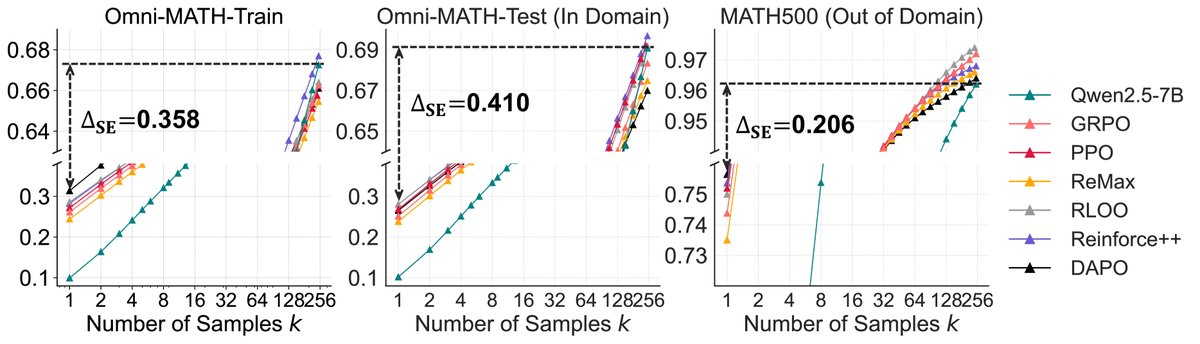 Omni-MATH-Train
0.68
0.66
0.64
0.3
0.2
0.1
Δ_SE=0.358
1 2 4 8 16 32 64 128 256
Number of Samples k
Omni-MATH-Test (In Domain)
0.69
0.67
0.65
0.3
0.2
0.1
Δ_SE=0.410
1 2 4 8 16 32 64 128 256
Number of Samples k
MATH500 (Out of Domain)
0.97
0.96
0.95
0.75
0.74
0.73
Δ_SE=0.206
1 2 4 8 16 32 64 128 256
Number of Samples k
Qwen2.5-7B
GRPO
PPO
ReMax
RLOO
Reinforce++
DAPO